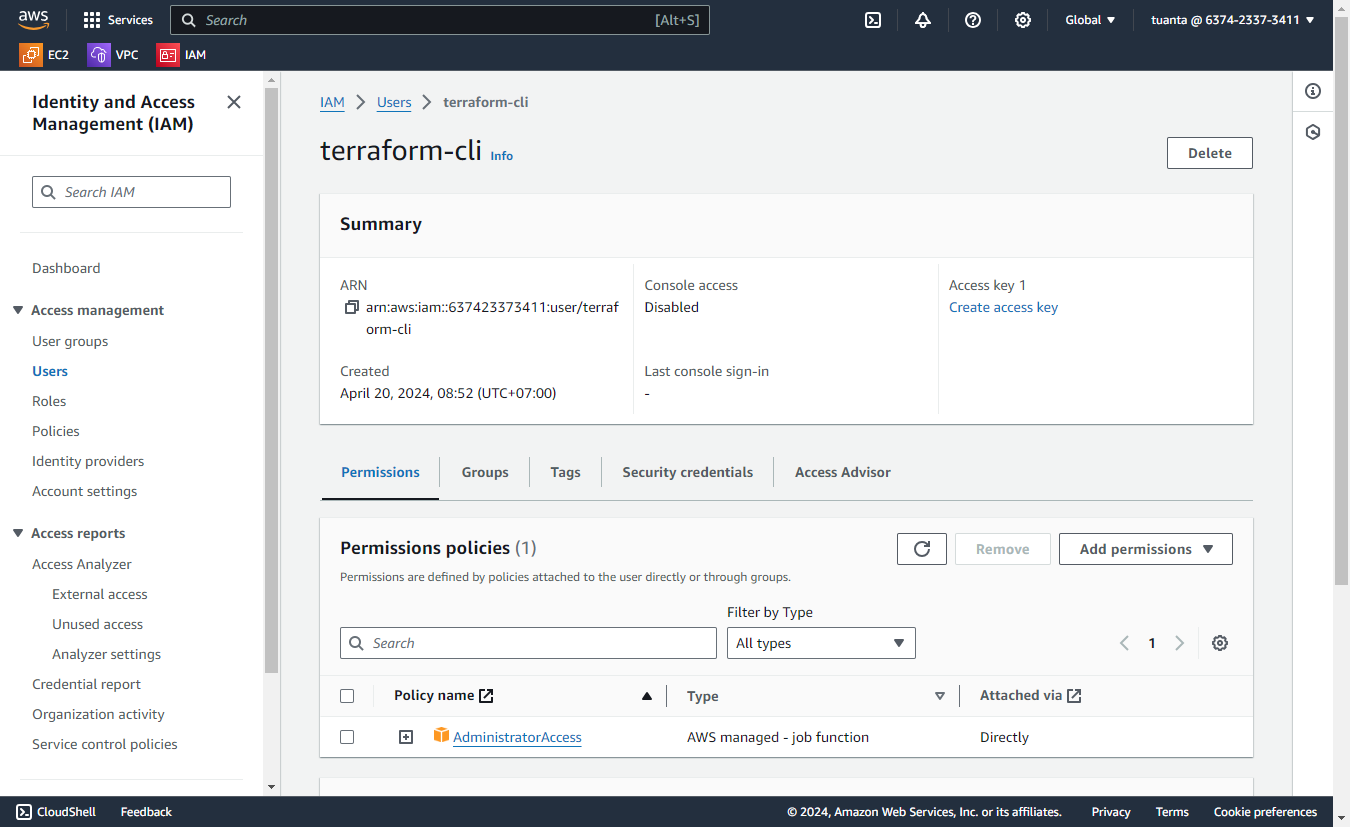 aws
Services
Search
[Alt+S]
Global
tuanta @ 6374-2337-3411
EC2
VPC
IAM
Identity and Access
Management (IAM)
Search IAM
Dashboard
Access management
User groups
Users
Roles
Policies
Identity providers
Account settings
Access reports
Access Analyzer
External access
Unused access
Analyzer settings
Credential report
Organization activity
Service control policies
IAM
Users
terraform-cli
terraform-cli
Info
Delete
Summary
ARN
arn:aws:iam::637423373411:user/terraf
orm-cli
Created
April 20, 2024, 08:52 (UTC+07:00)
Console access
Disabled
Last console sign-in
-
Access key 1
Create access key
Permissions
Groups
Tags
Security credentials
Access Advisor
Permissions policies (1)
Remove
Add permissions
Permissions are defined by policies attached to the user directly or through groups.
Filter by Type
Search
All types
1
Policy name
Type
Attached via
AdministratorAccess
AWS managed - job function
Directly
CloudShell
Feedback
© 2024, Amazon Web Services, Inc. or its affiliates.
Privacy
Terms
Cookie preferences